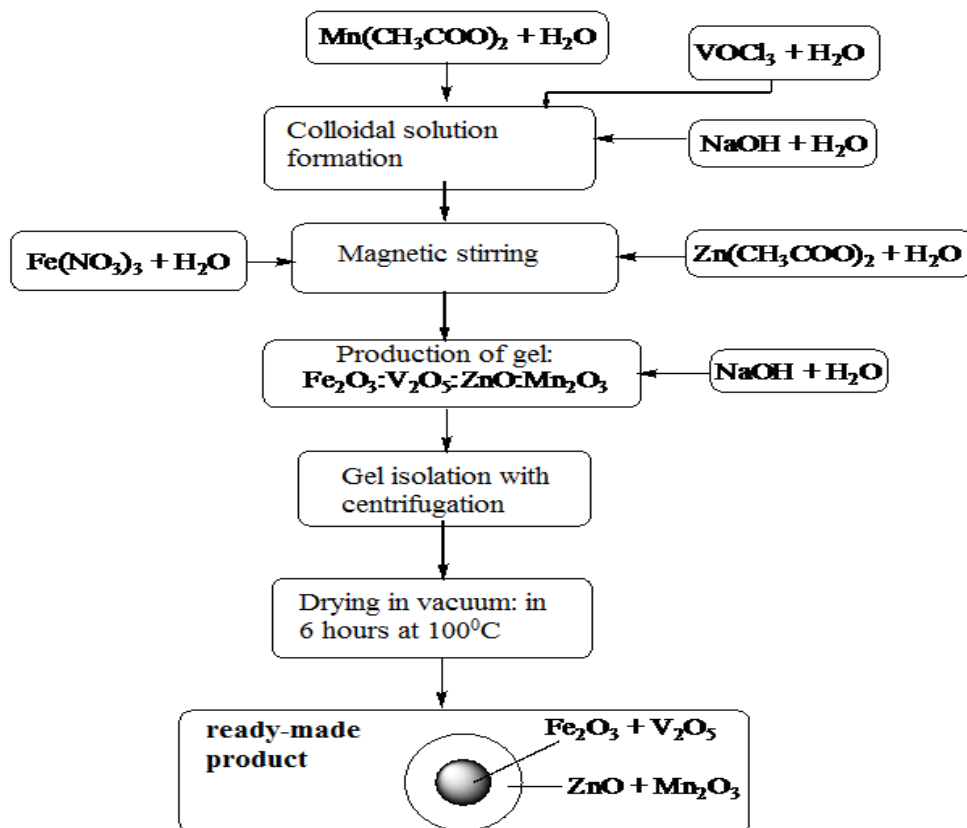 Mn(CH₃COO)₂ + H₂O
VOCl₃ + H₂O
Colloidal solution
formation
NaOH + H₂O
Fe(NO₃)₃ + H₂O
Magnetic stirring
Zn(CH₃COO)₂ + H₂O
Production of gel:
Fe₂O₃:V₂O₅:ZnO:Mn₂O₃
NaOH + H₂O
Gel isolation with
centrifugation
Drying in vacuum: in
6 hours at 100⁰C
ready-made
product
Fe₂O₃ + V₂O₅
ZnO + Mn₂O₃